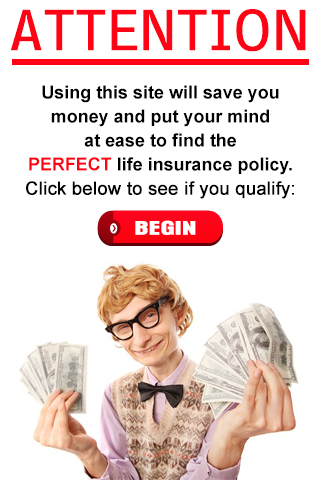 ATTENTION
Using this site will save you
money and put your mind
at ease to find the
PERFECT life insurance policy.
Click below to see if you qualify:
BEGIN